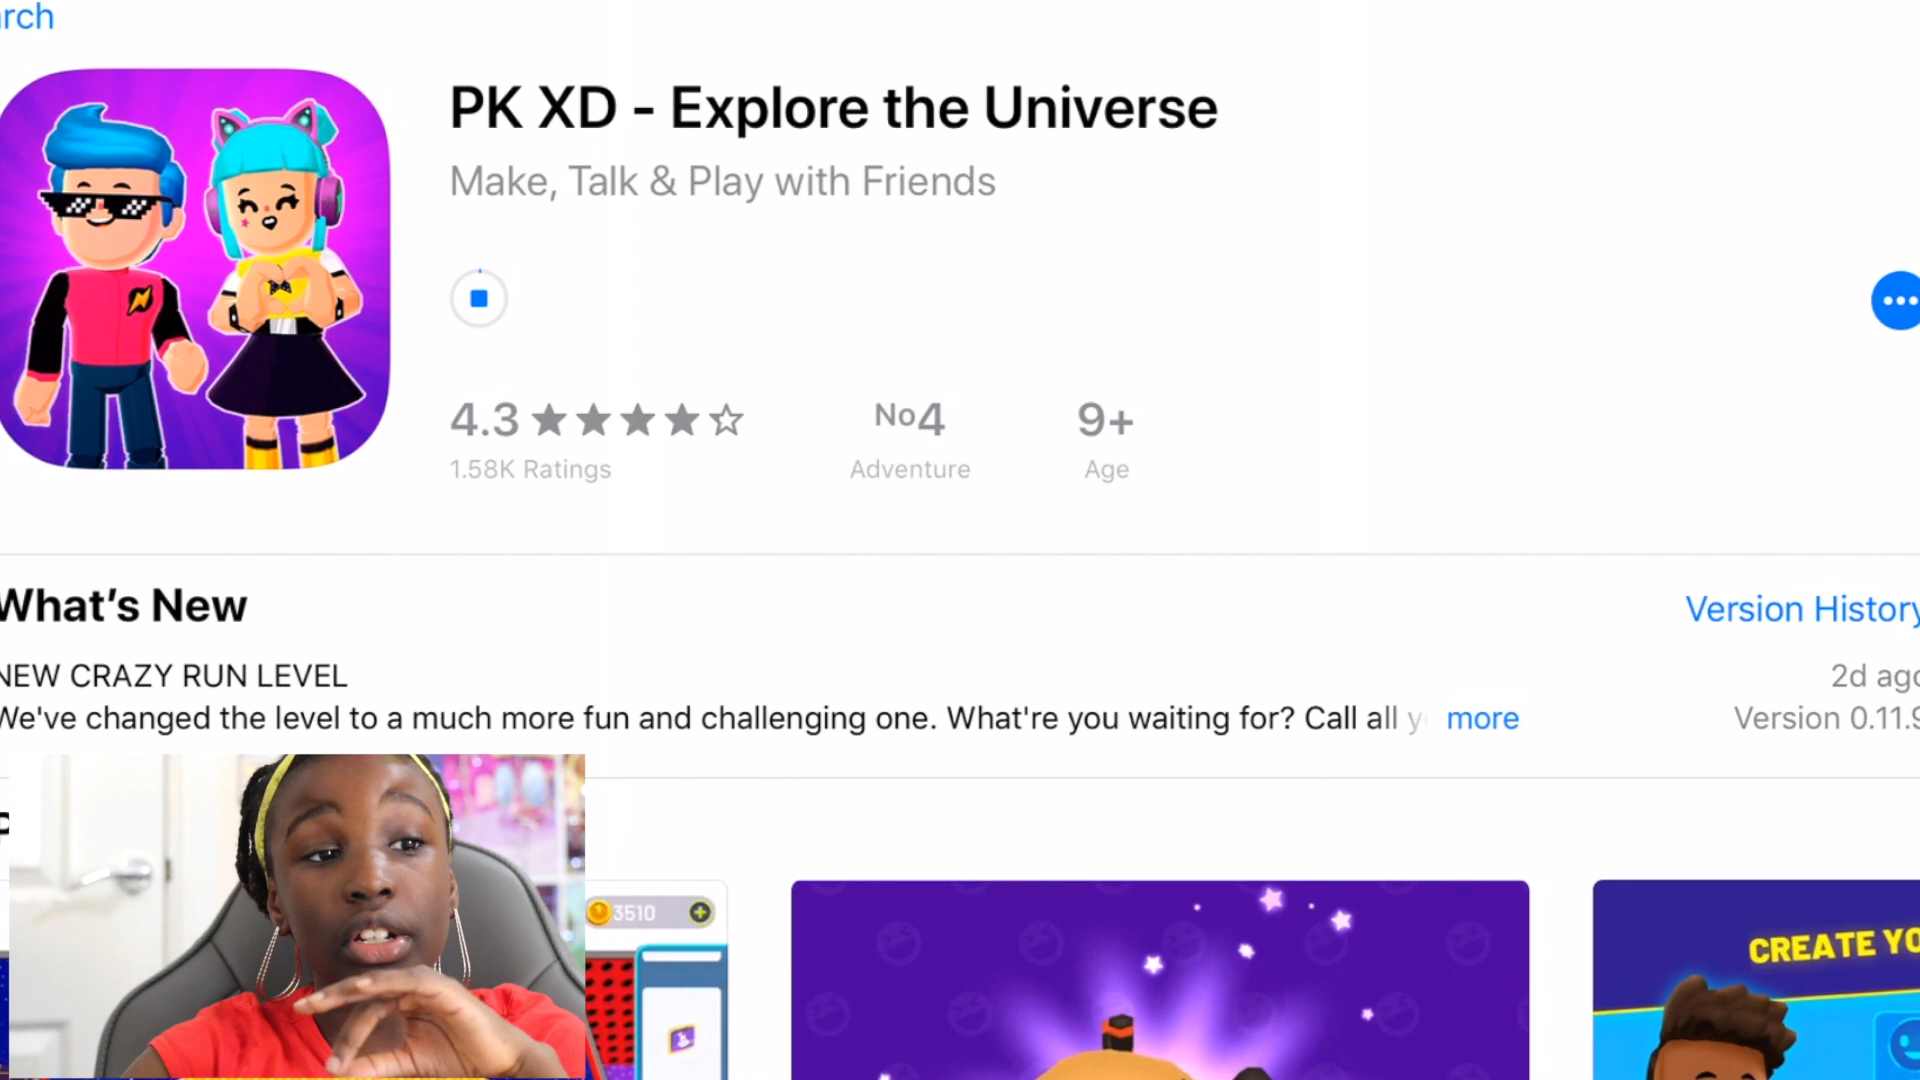 rch
PK XD - Explore the Universe
Make, Talk & Play with Friends
4.3
No4
9+
1.58K Ratings
Adventure
Age
What's New
Version History
NEW CRAZY RUN LEVEL
2d ago
We've changed the level to a much more fun and challenging one. What're you waiting for? Call all y
more
Version 0.11.9
3510
CREATE YO